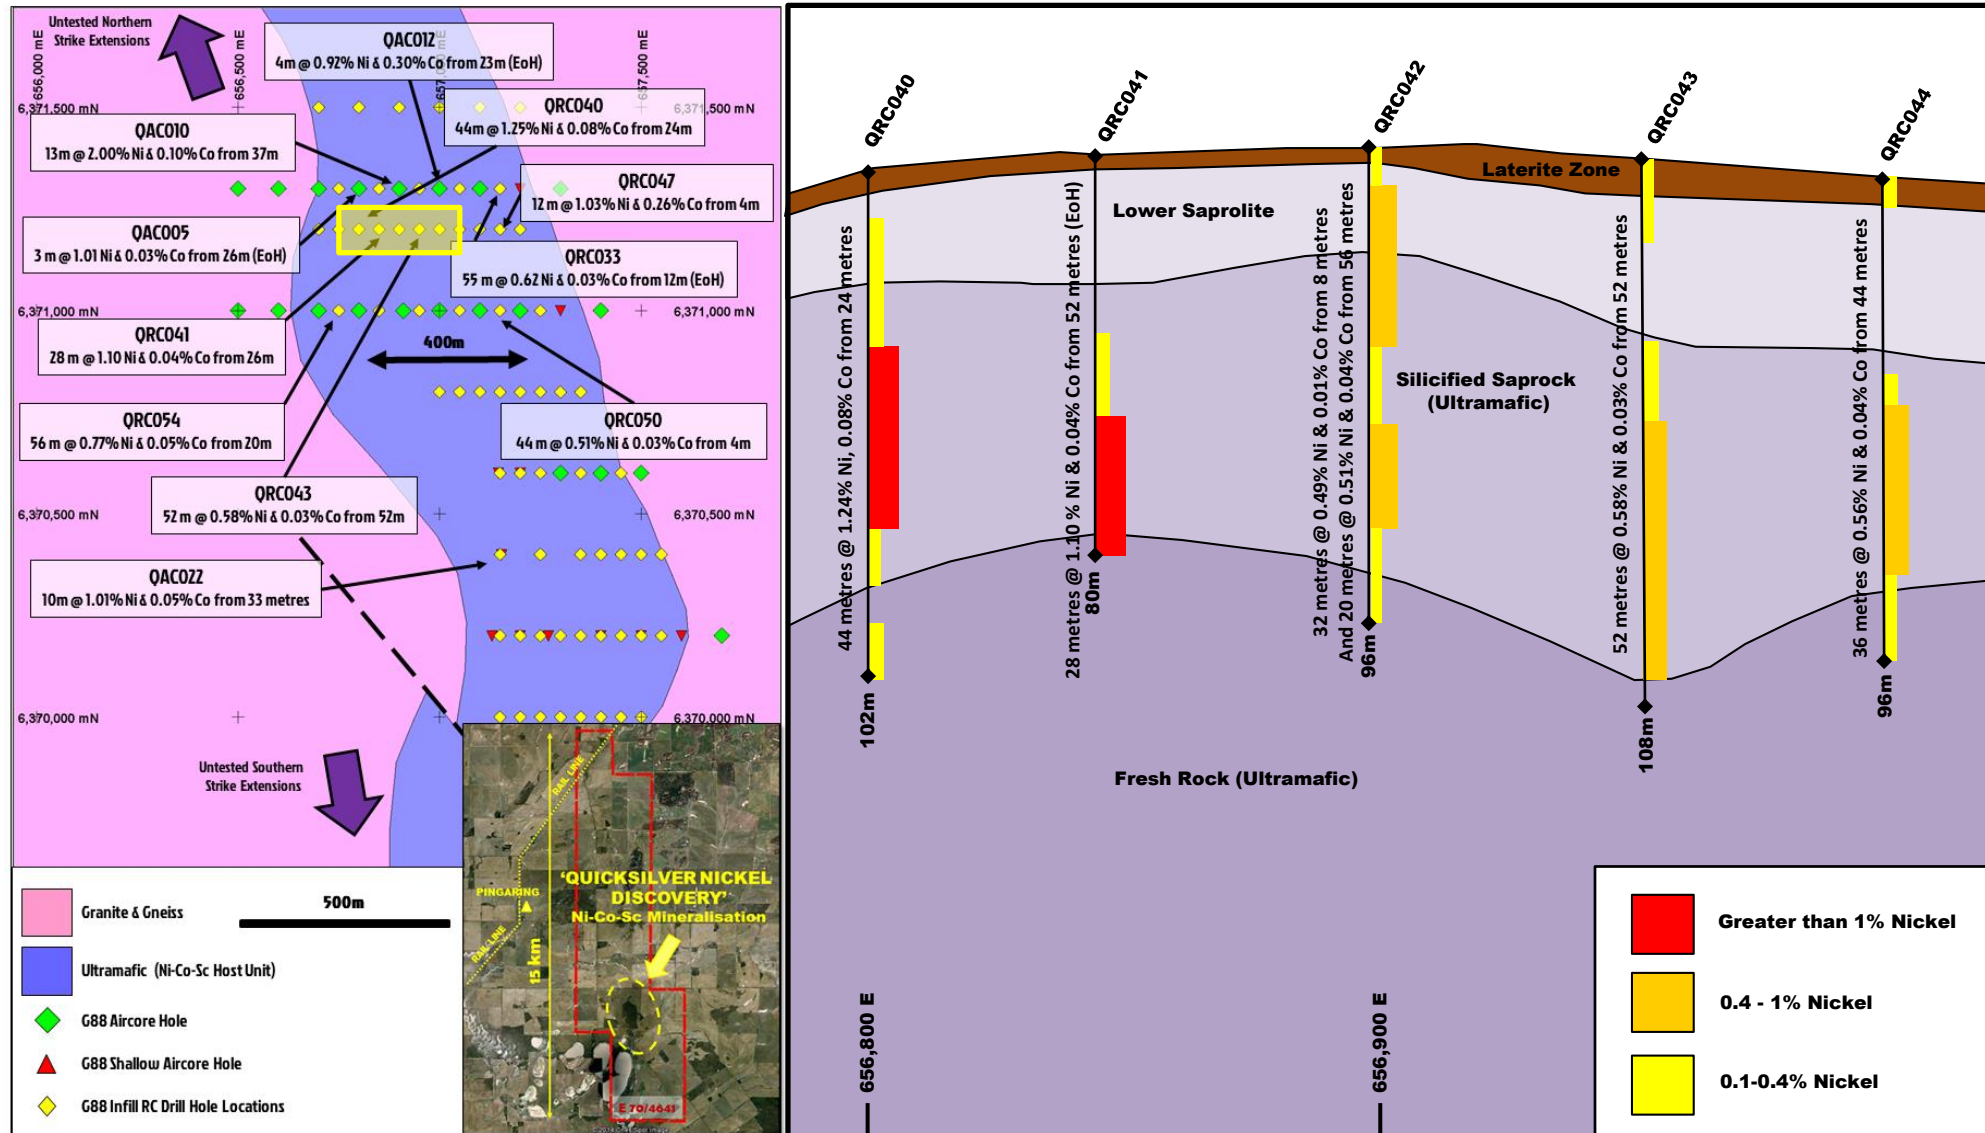 Untested Northern
Strike Extensions
656,000 mE
656,500 mE
657,500 mE
6,371,500 mN
6,371,500 mN
QAC012
4m @ 0.92% Ni & 0.30% Co from 23m (EoH)
QRC040
44m @ 1.25% Ni & 0.08% Co from 24m
QAC010
13m @ 2.00% Ni & 0.10% Co from 37m
QRC047
12 m @ 1.03% Ni & 0.26% Co from 4m
QAC005
3 m @ 1.01 Ni & 0.03% Co from 26m (EoH)
QRC033
55 m @ 0.62 Ni & 0.03% Co from 12m (EoH)
6,371,000 mN
6,371,000 mN
QRC041
28 m @ 1.10 Ni & 0.04% Co from 26m
400m
QRC054
56 m @ 0.77% Ni & 0.05% Co from 20m
QRC050
44 m @ 0.51% Ni & 0.03% Co from 4m
QRC043
52 m @ 0.58% Ni & 0.03% Co from 52m
6,370,500 mN
6,370,500 mN
QAC022
10m @ 1.01% Ni & 0.05% Co from 33 metres
6,370,000 mN
6,370,000 mN
Untested Southern
Strike Extensions
Granite & Gneiss
500m
Ultramafic (Ni-Co-Sc Host Unit)
G88 Aircore Hole
G88 Shallow Aircore Hole
G88 Infill RC Drill Hole Locations
RAIL LINE
PINGARING
RAIL LINE
15 km
‘QUICKSILVER NICKEL
DISCOVERY’
Ni-Co-Sc Mineralisation
E 70/4641
QRC040
QRC041
QRC042
QRC043
QRC044
Laterite Zone
Lower Saprolite
Silicified Saprock
(Ultramafic)
Fresh Rock (Ultramafic)
44 metres @ 1.24% Ni, 0.08% Co from 24 metres
102m
28 metres @ 1.10 % Ni & 0.04% Co from 52 metres (EoH)
80m
32 metres @ 0.49% Ni & 0.01% Co from 8 metres
And 20 metres @ 0.51% Ni & 0.04% Co from 56 metres
96m
52 metres @ 0.58% Ni & 0.03% Co from 52 metres
108m
36 metres @ 0.56% Ni & 0.04% Co from 44 metres
96m
656,800 E
656,900 E
Greater than 1% Nickel
0.4 - 1% Nickel
0.1-0.4% Nickel